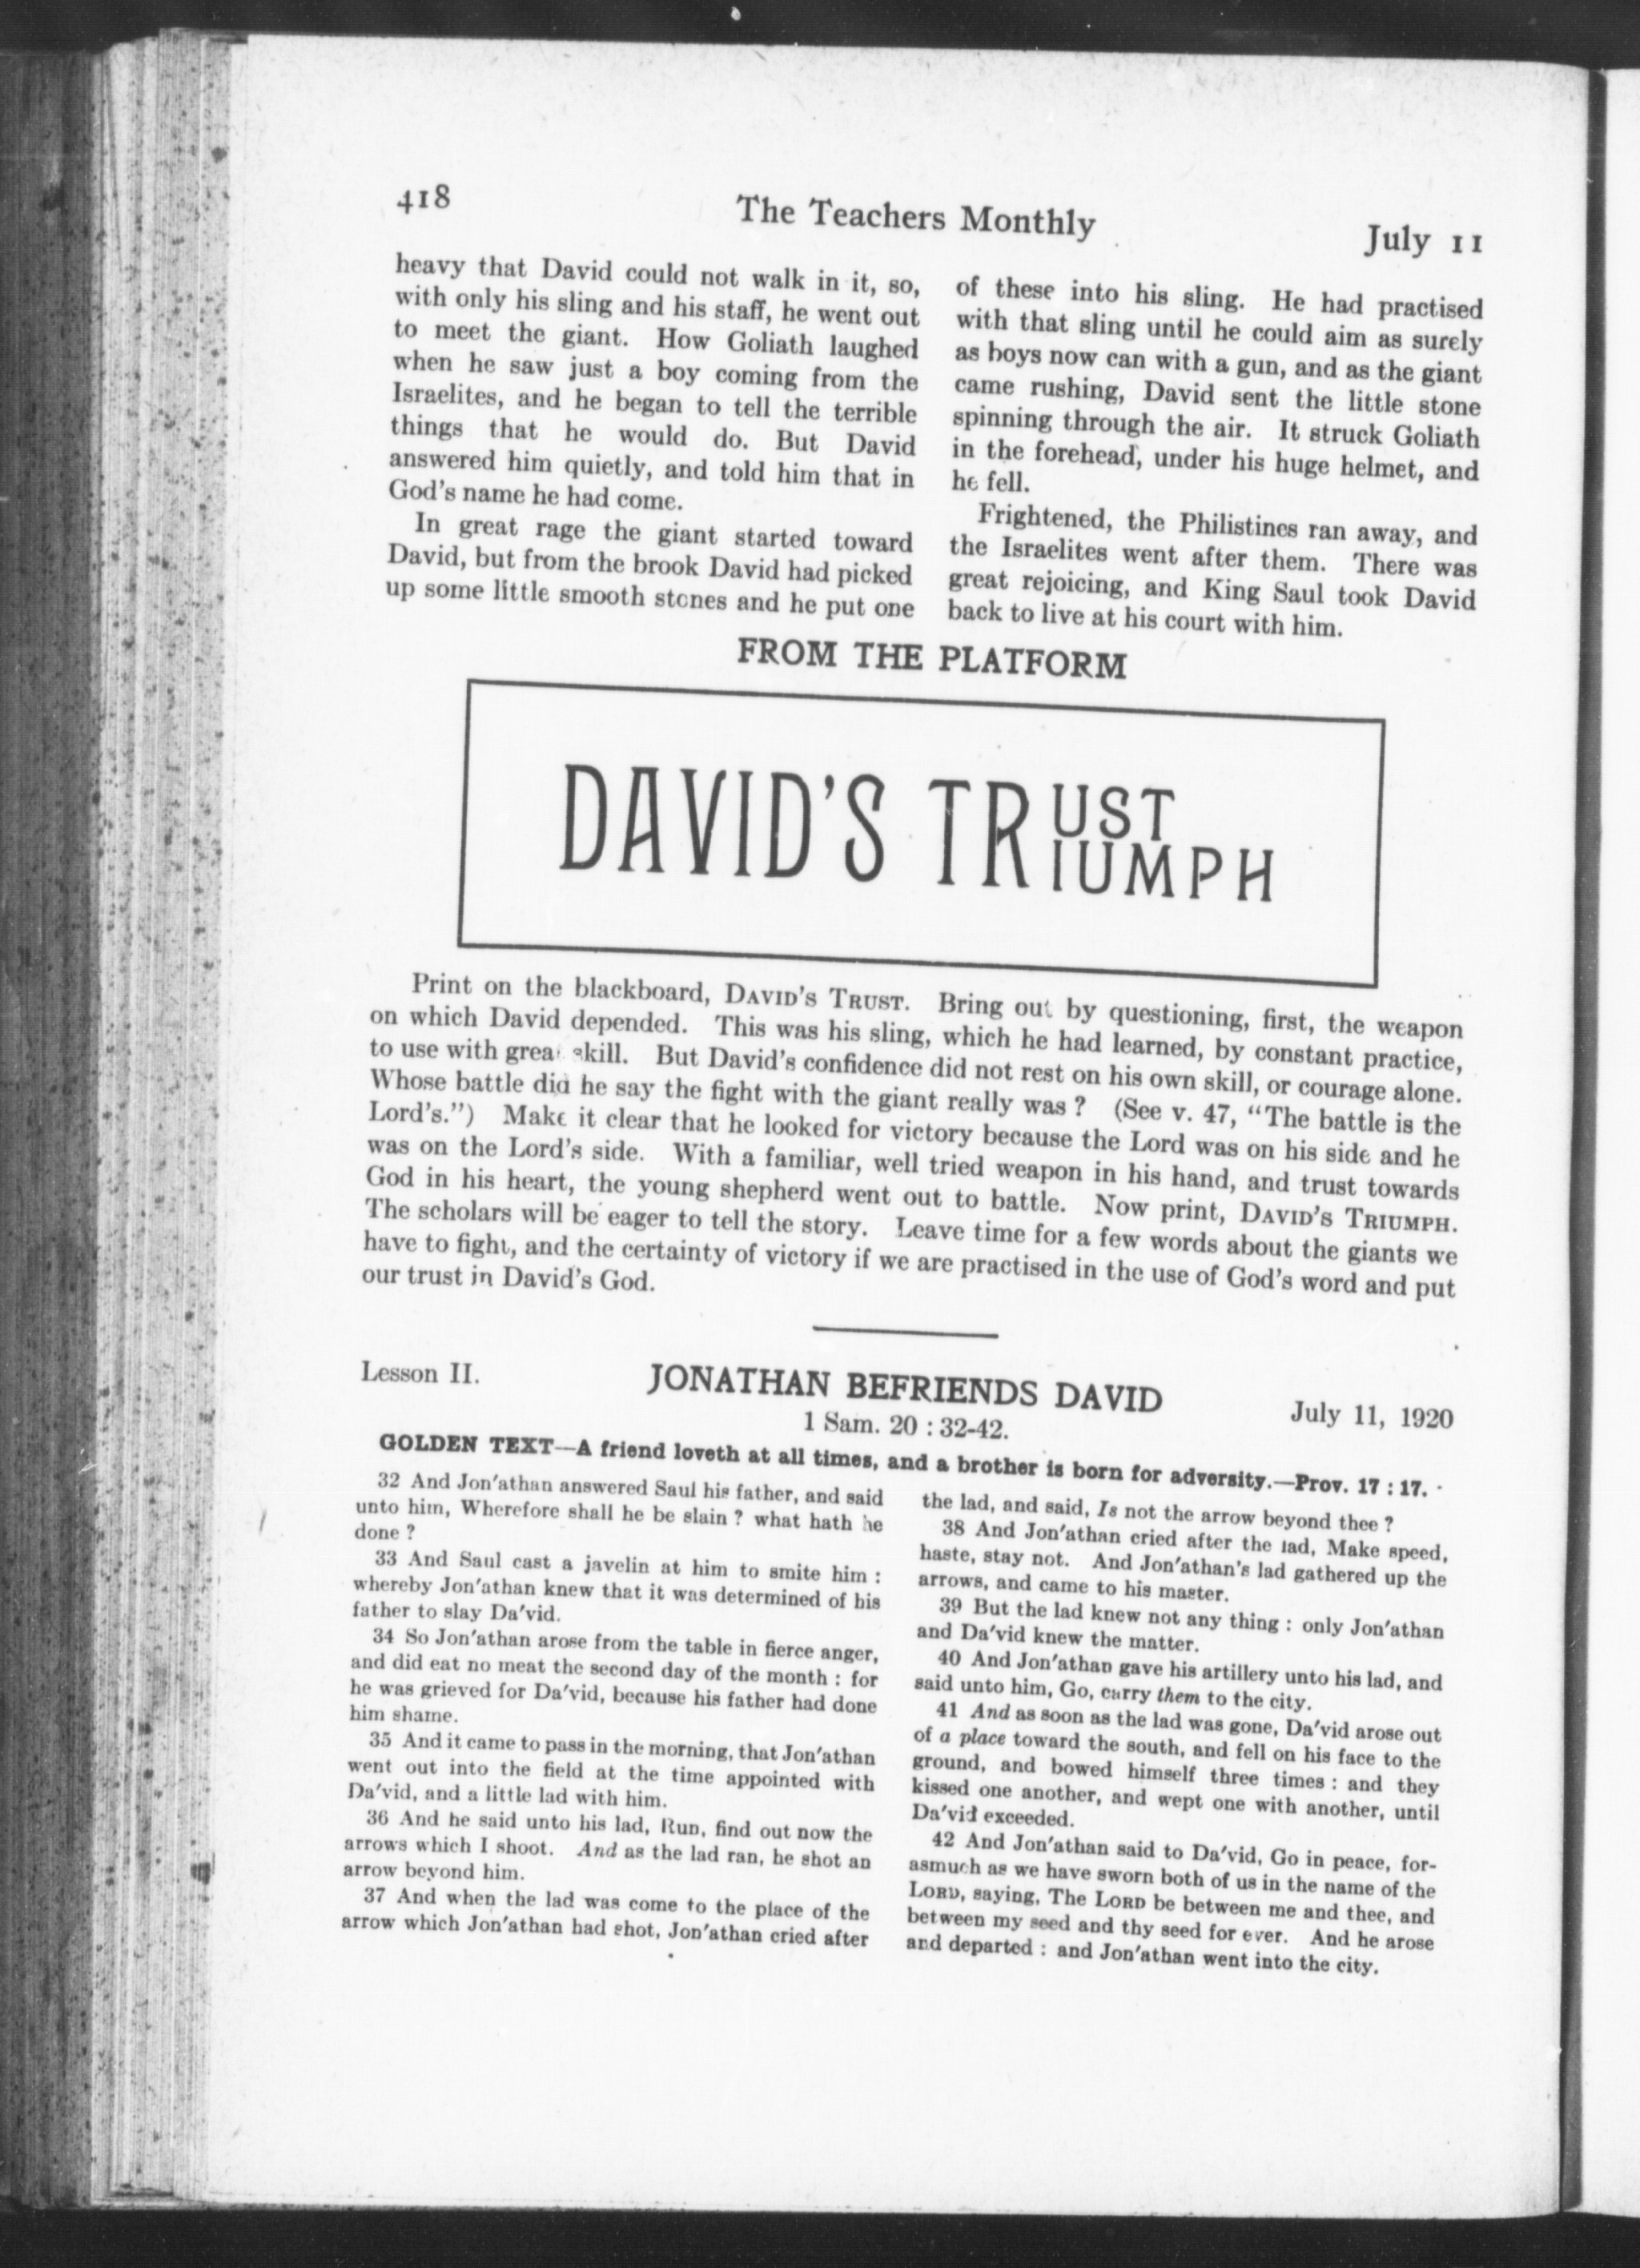 418
The Teachers Monthly
July 11
heavy that David could not walk in it, so,
with only his sling and his staff, he went out
to meet the giant. How Goliath laughed
when he saw just a boy coming from the
Israelites, and he began to tell the terrible
things that he would do. But David
answered him quietly, and told him that in
God's name he had come.
In great rage the giant started toward
David, but from the brook David had picked
up some little smooth stones and he put one
of these into his sling. He had practised
with that sling until he could aim as surely
as boys now can with a gun, and as the giant
came rushing, David sent the little stone
spinning through the air. It struck Goliath
in the forehead, under his huge helmet, and
he fell.
Frightened, the Philistines ran away, and
the Israelites went after them. There was
great rejoicing, and King Saul took David
back to live at his court with him.
FROM THE PLATFORM
DAVID'S TRUST
IUMPH
Print on the blackboard, DAVID'S TRUST. Bring out by questioning, first, the weapon
on which David depended. This was his sling, which he had learned, by constant practice,
to use with great skill. But David's confidence did not rest on his own skill, or courage alone.
Whose battle did he say the fight with the giant really was? (See v. 47, "The battle is the
Lord's.") Make it clear that he looked for victory because the Lord was on his side and he
was on the Lord's side. With a familiar, well tried weapon in his hand, and trust towards
God in his heart, the young shepherd went out to battle. Now print, DAVID'S TRIUMPH.
The scholars will be eager to tell the story. Leave time for a few words about the giants we
have to fight, and the certainty of victory if we are practised in the use of God's word and put
our trust in David's God.
Lesson II.
JONATHAN BEFRIENDS DAVID
July 11, 1920
1 Sam. 20 : 32-42.
GOLDEN TEXT—A friend loveth at all times, and a brother is born for adversity.—Prov. 17 : 17.
32 And Jon'athan answered Saul his father, and said
unto him, Wherefore shall he be slain ? what hath he
done ?
33 And Saul cast a javelin at him to smite him :
whereby Jon'athan knew that it was determined of his
father to slay Da'vid.
34 So Jon'athan arose from the table in fierce anger,
and did eat no meat the second day of the month : for
he was grieved for Da'vid, because his father had done
him shame.
35 And it came to pass in the morning, that Jon'athan
went out into the field at the time appointed with
Da'vid, and a little lad with him.
36 And he said unto his lad, Run, find out now the
arrows which I shoot. And as the lad ran, he shot an
arrow beyond him.
37 And when the lad was come to the place of the
arrow which Jon'athan had shot, Jon'athan cried after
the lad, and said, Is not the arrow beyond thee ?
38 And Jon'athan cried after the lad, Make speed,
haste, stay not. And Jon'athan's lad gathered up the
arrows, and came to his master.
39 But the lad knew not any thing : only Jon'athan
and Da'vid knew the matter.
40 And Jon'athan gave his artillery unto his lad, and
said unto him, Go, carry them to the city.
41 And as soon as the lad was gone, Da'vid arose out
of a place toward the south, and fell on his face to the
ground, and bowed himself three times : and they
kissed one another, and wept one with another, until
Da'vid exceeded.
42 And Jon'athan said to Da'vid, Go in peace, for-
asmuch as we have sworn both of us in the name of the
LORD, saying, The LORD be between me and thee, and
between my seed and thy seed for ever. And he arose
and departed : and Jon'athan went into the city.